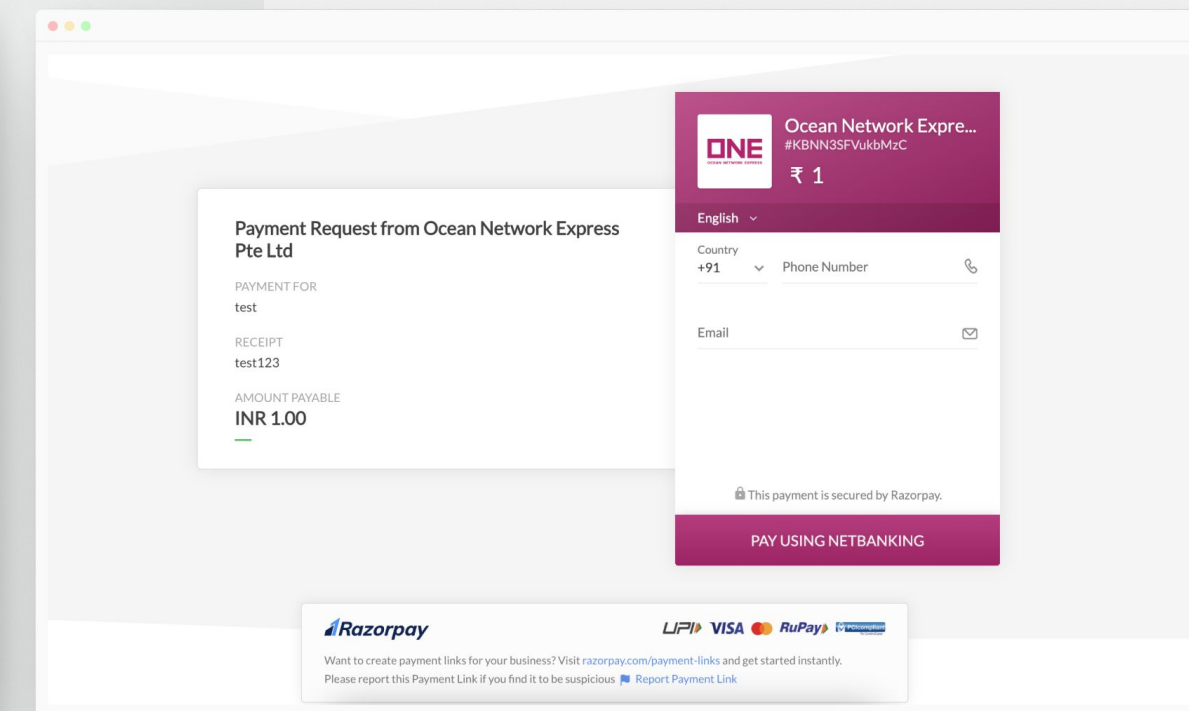 Payment Request from Ocean Network Express
Pte Ltd
PAYMENT FOR
test
RECEIPT
test123
AMOUNT PAYABLE
INR 1.00
ONE
OCEAN NETWORK EXPRESS
Ocean Network Expre...
#KBNN3SFVukbMzC
₹ 1
English
Country
+91
Phone Number
Email
This payment is secured by Razorpay.
PAY USING NETBANKING
Razorpay
UPI VISA RuPay PCI compliant
Want to create payment links for your business? Visit razorpay.com/payment-links and get started instantly.
Please report this Payment Link if you find it to be suspicious Report Payment Link